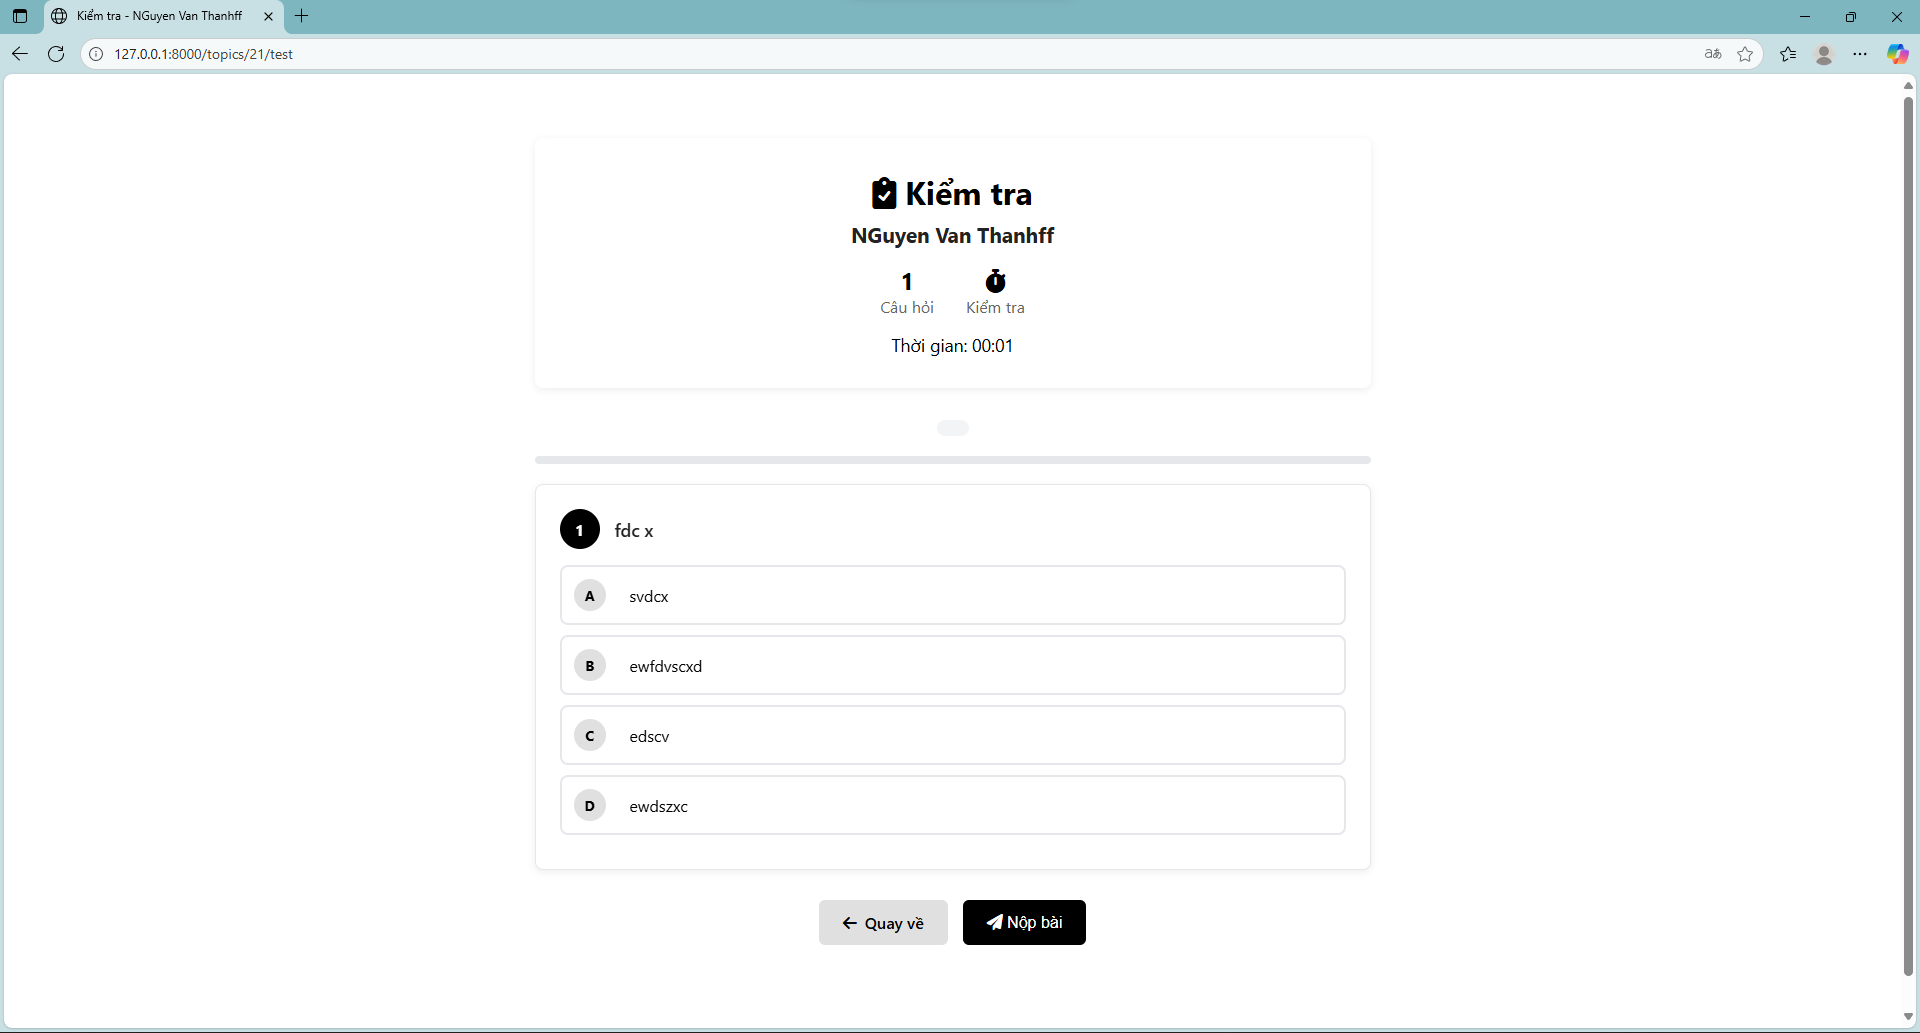 Kiểm tra - NGuyen Van Thanhff
127.0.0.1:8000/topics/21/test
Kiểm tra
NGuyen Van Thanhff
1
Câu hỏi
Kiểm tra
Thời gian: 00:01
1 fdc x
A svdcx
B ewfdvscxd
C edscv
D ewdszxc
Quay về
Nộp bài